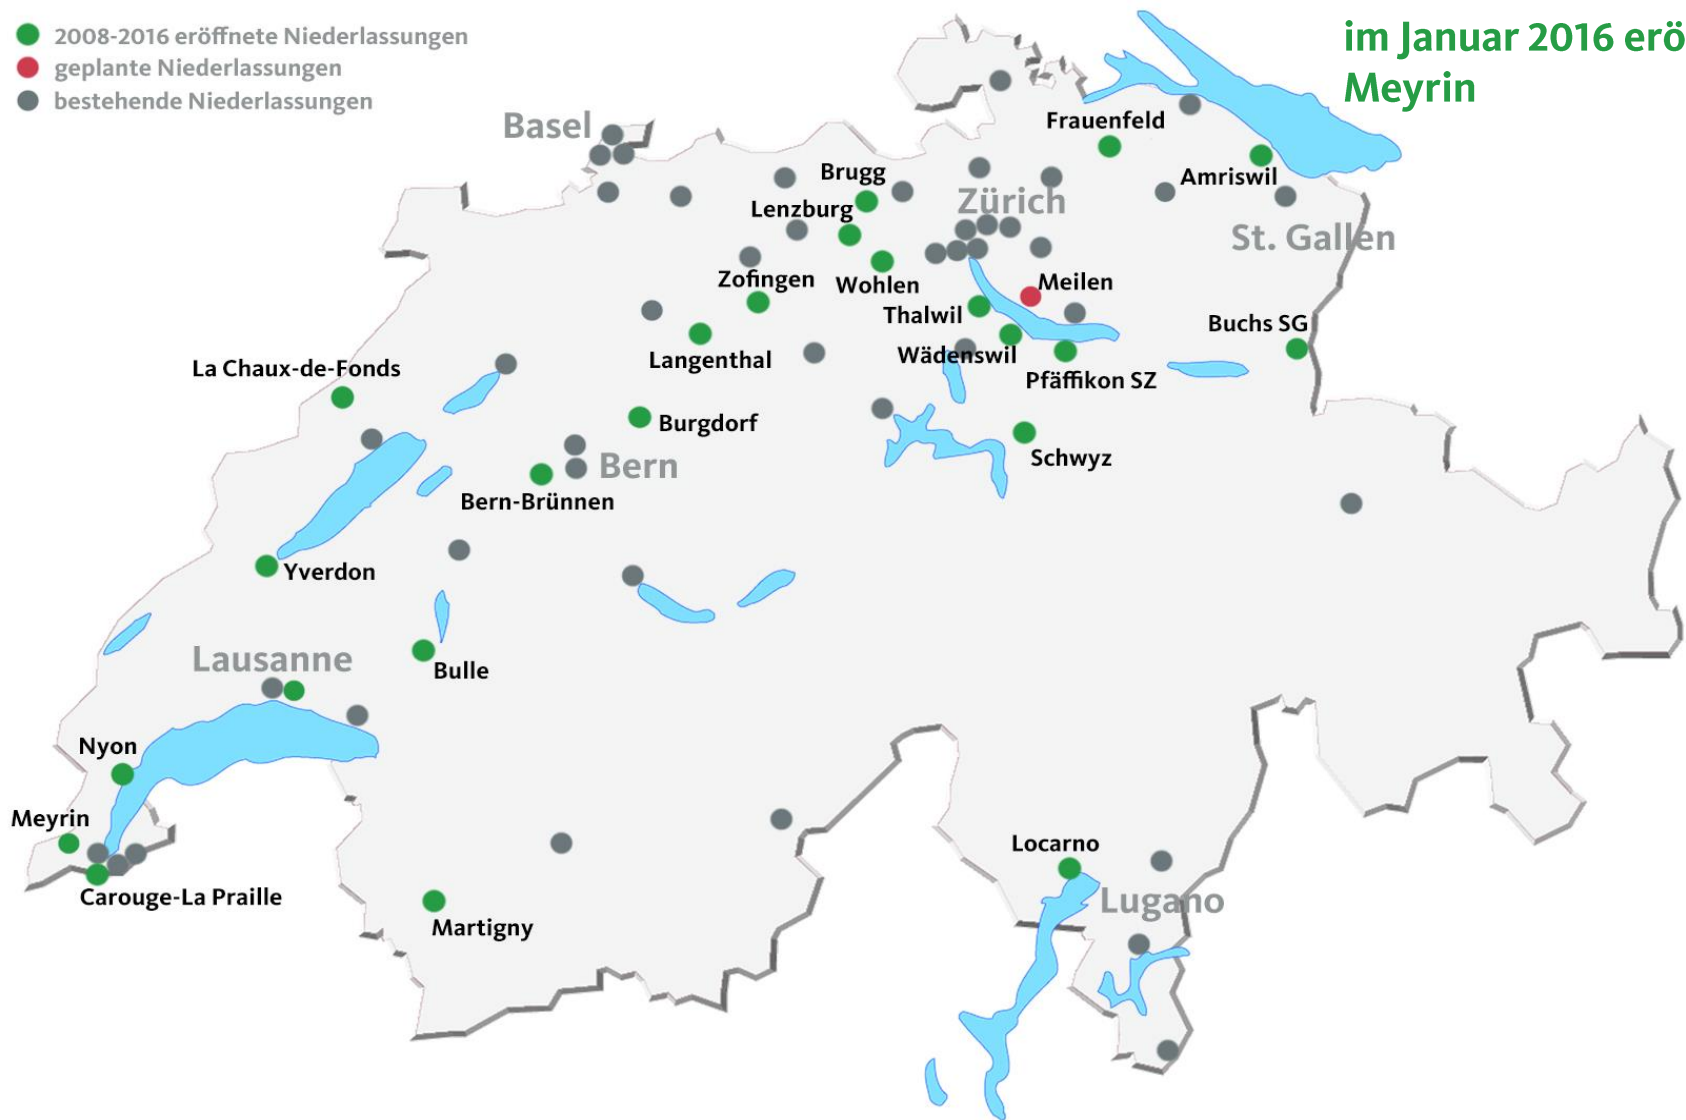 2008-2016 eröffnete Niederlassungen
geplante Niederlassungen
bestehende Niederlassungen
im Januar 2016 erö
Meyrin
Basel
Frauenfeld
Brugg
Amriswil
Lenzburg
Zürich
St. Gallen
Zofingen
Wohlen
Meilen
Thalwil
Buchs SG
Langenthal
Wädenswil
La Chaux-de-Fonds
Pfäffikon SZ
Burgdorf
Schwyz
Bern
Bern-Brünnen
Yverdon
Lausanne
Bulle
Nyon
Meyrin
Locarno
Carouge-La Praille
Lugano
Martigny